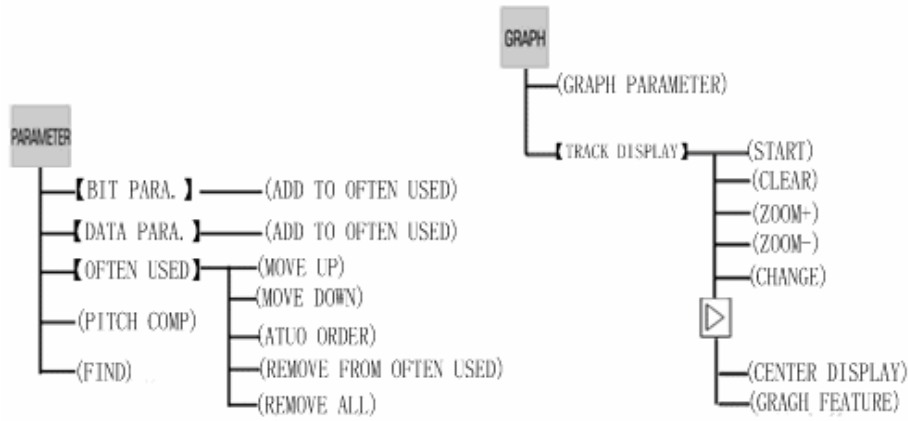 PARAMETER
【BIT PARA. 】
(ADD TO OFTEN USED)
【DATA PARA. 】
(ADD TO OFTEN USED)
【OFTEN USED】
(MOVE UP)
(MOVE DOWN)
(ATUO ORDER)
(REMOVE FROM OFTEN USED)
(REMOVE ALL)
(PITCH COMP)
(FIND)
GRAPH
(GRAPH PARAMETER)
【TRACK DISPLAY】
(START)
(CLEAR)
(ZOOM+)
(ZOOM-)
(CHANGE)
(CENTER DISPLAY)
(GRAGH FEATURE)